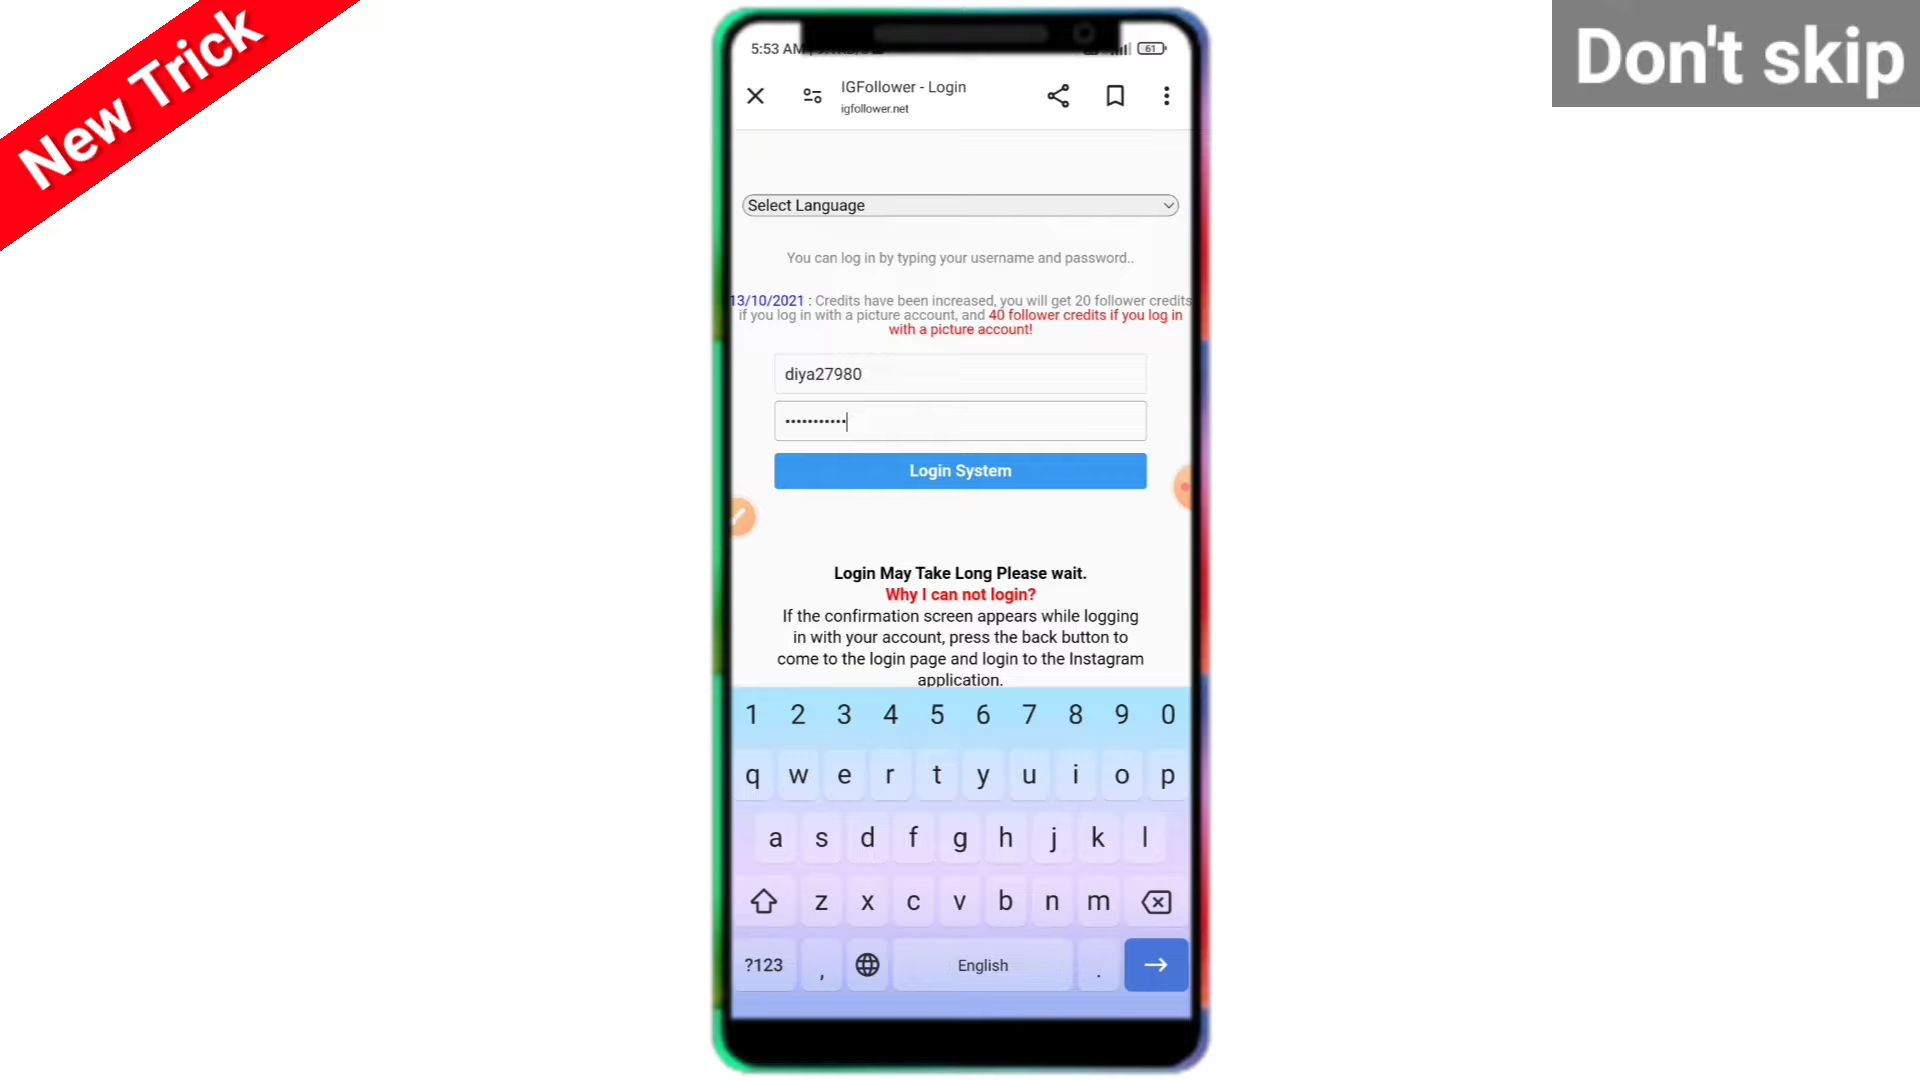 New Trick
Don't skip
5:53 AM
61
IGFollower - Login
igfollower.net
Select Language
You can log in by typing your username and password..
13/10/2021 : Credits have been increased, you will get 20 follower credits
if you log in with a picture account, and 40 follower credits if you log in
with a picture account!
diya27980
•••••••••••
Login System
Login May Take Long Please wait.
Why I can not login?
If the confirmation screen appears while logging
in with your account, press the back button to
come to the login page and login to the Instagram
application.
1 2 3 4 5 6 7 8 9 0
q w e r t y u i o p
a s d f g h j k l
z x c v b n m
?123 , English .